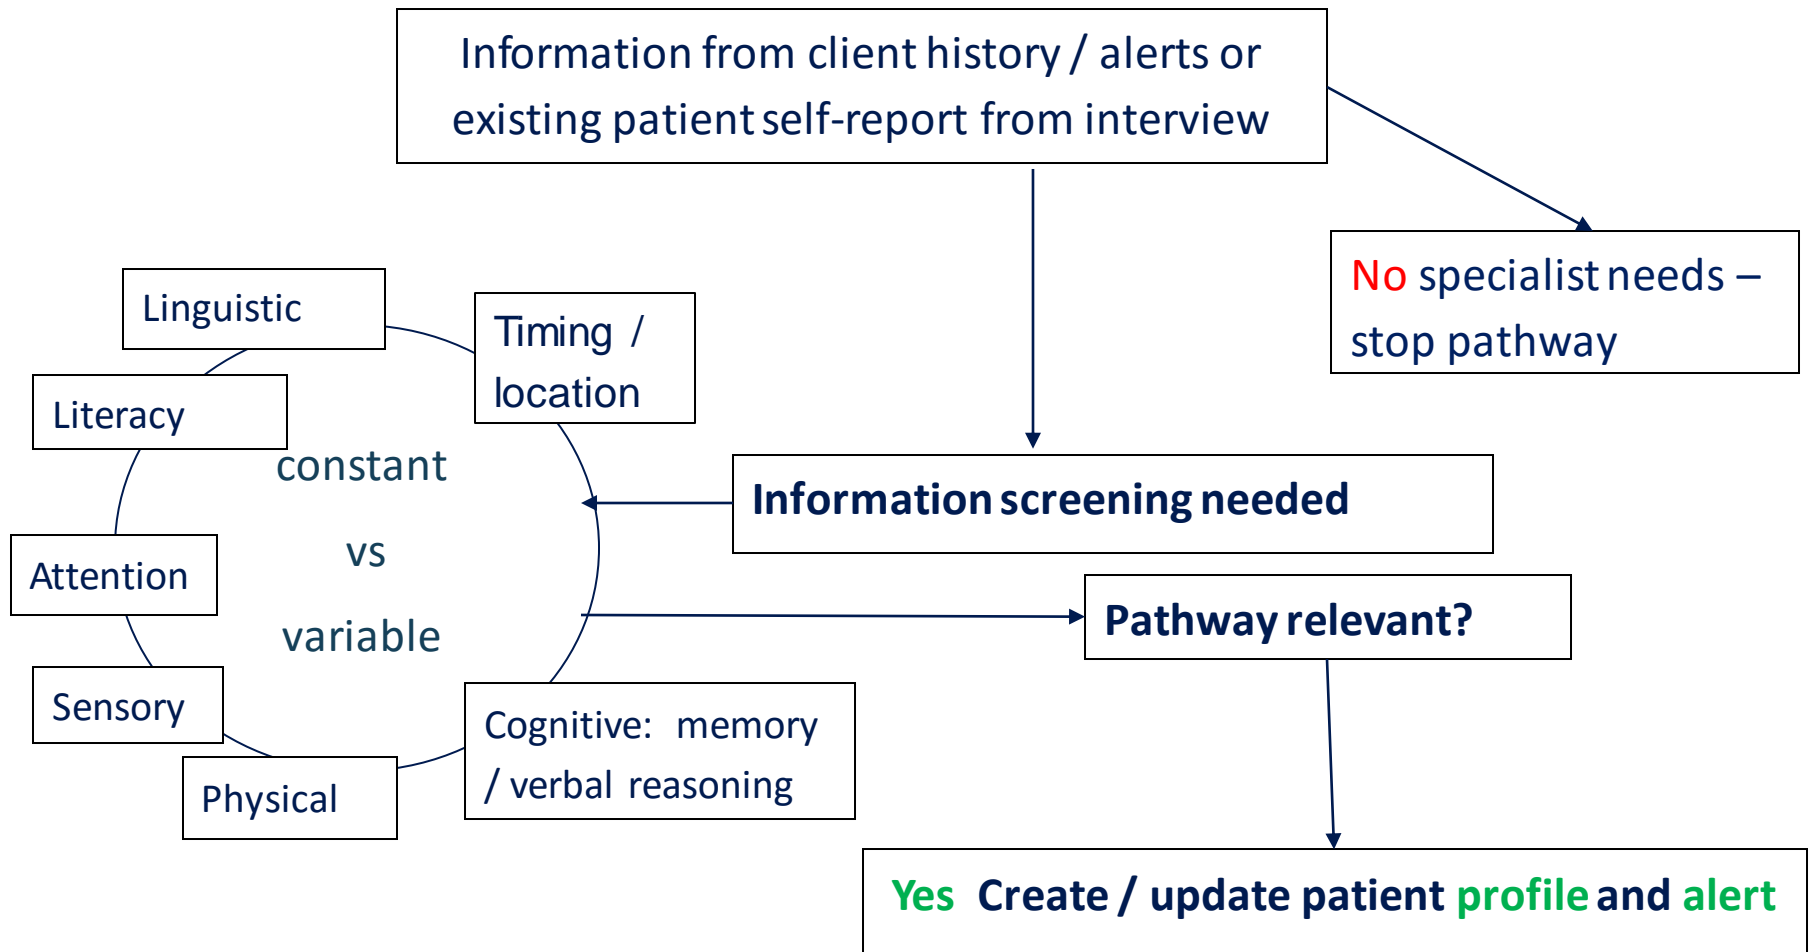 Information from client history / alerts or
existing patient self-report from interview
No specialist needs –
stop pathway
Linguistic
Timing /
location
Literacy
constant
vs
variable
Information screening needed
Attention
Pathway relevant?
Sensory
Cognitive: memory
/ verbal reasoning
Physical
Yes Create / update patient profile and alert